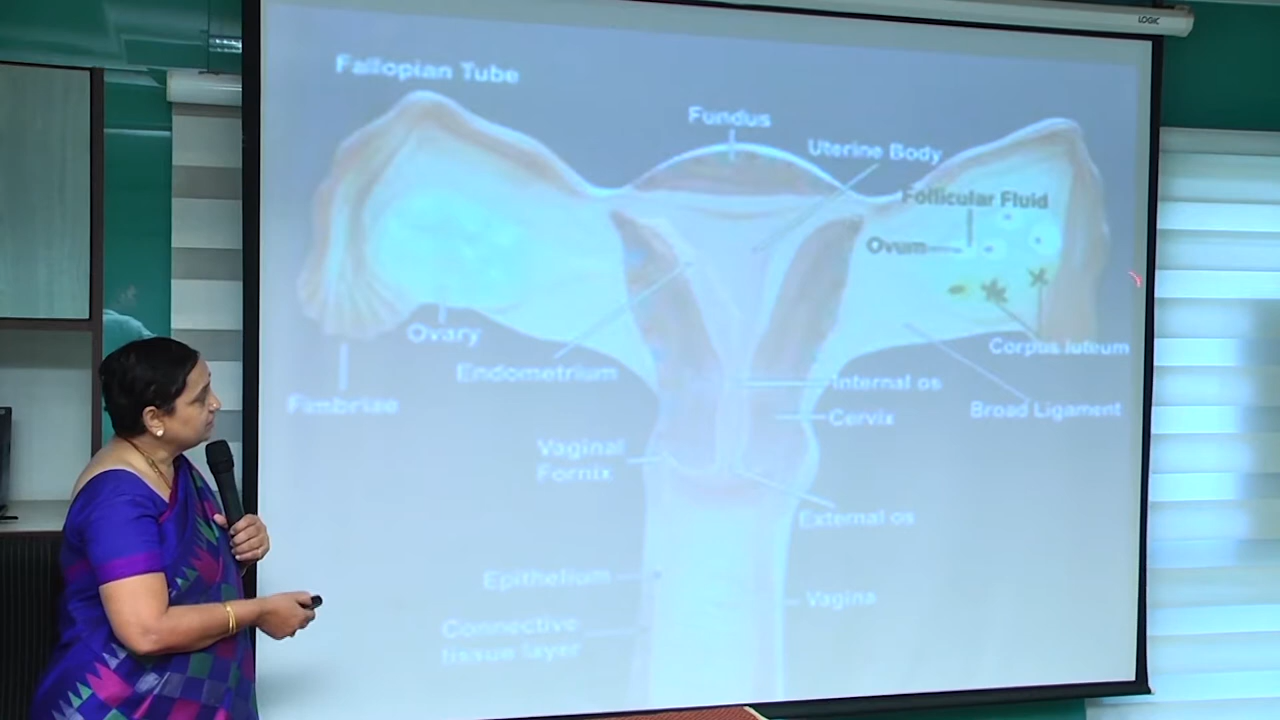 LOGIC
Fallopian Tube
Fundus
Uterine Body
Follicular Fluid
Ovum
Ovary
Corpus luteum
Endometrium
Internal os
Fimbriae
Broad Ligament
Cervix
Vaginal
Fornix
External os
Epithelium
Vagina
Connective
tissue layer